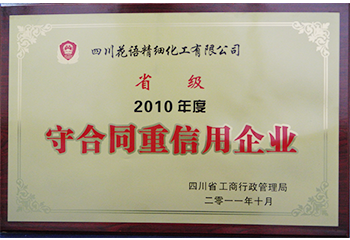 四川花语精细化工有限公司
省级
2010年度
守合同重信用企业
四川省工商行政管理局
二零一一年十月